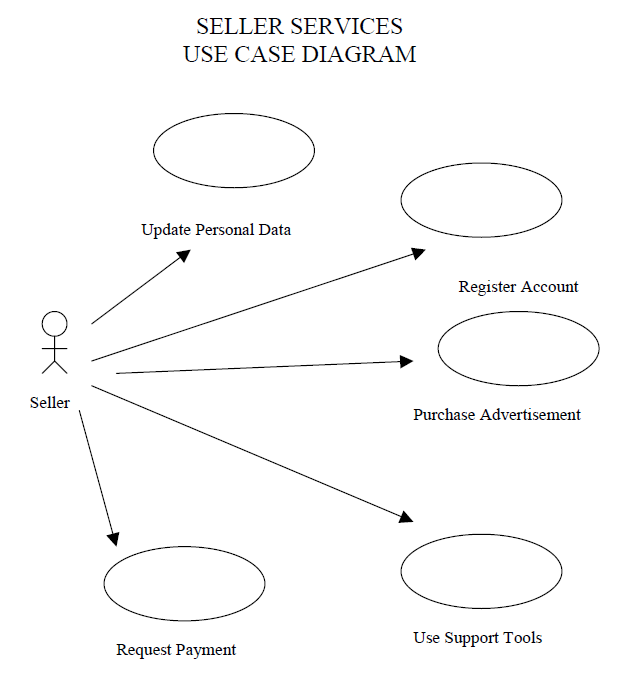 SELLER SERVICES
USE CASE DIAGRAM
Update Personal Data
Register Account
Seller
Purchase Advertisement
Use Support Tools
Request Payment